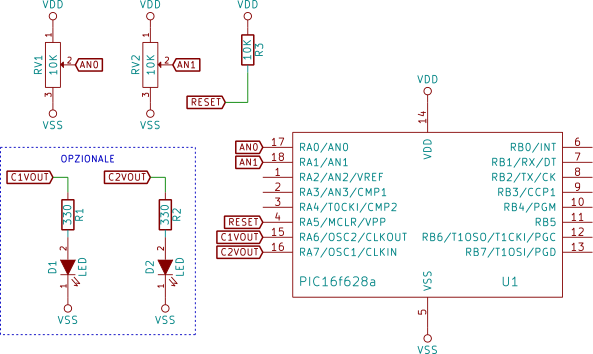 VDD VDD VDD
1 1
RV1 10K 2 AN0 RV2 10K 2 AN1 10K R3
3 3 RESET
VSS VSS
VDD
14
OPZIONALE
C1VOUT C2VOUT
330 R1 330 R2
2 2
D1 LED D2 LED
1 1
VSS VSS
AN0 17 RA0/AN0 VDD RB0/INT 6
AN1 18 RA1/AN1 RB1/RX/DT 7
1 RA2/AN2/VREF RB2/TX/CK 8
2 RA3/AN3/CMP1 RB3/CCP1 9
3 RA4/T0CKI/CMP2 RB4/PGM 10
RESET 4 RA5/MCLR/VPP RB5 11
C1VOUT 15 RA6/OSC2/CLKOUT RB6/T1OSO/T1CKI/PGC 12
C2VOUT 16 RA7/OSC1/CLKIN RB7/T1OSI/PGD 13
PIC16f628a VSS U1
5
VSS